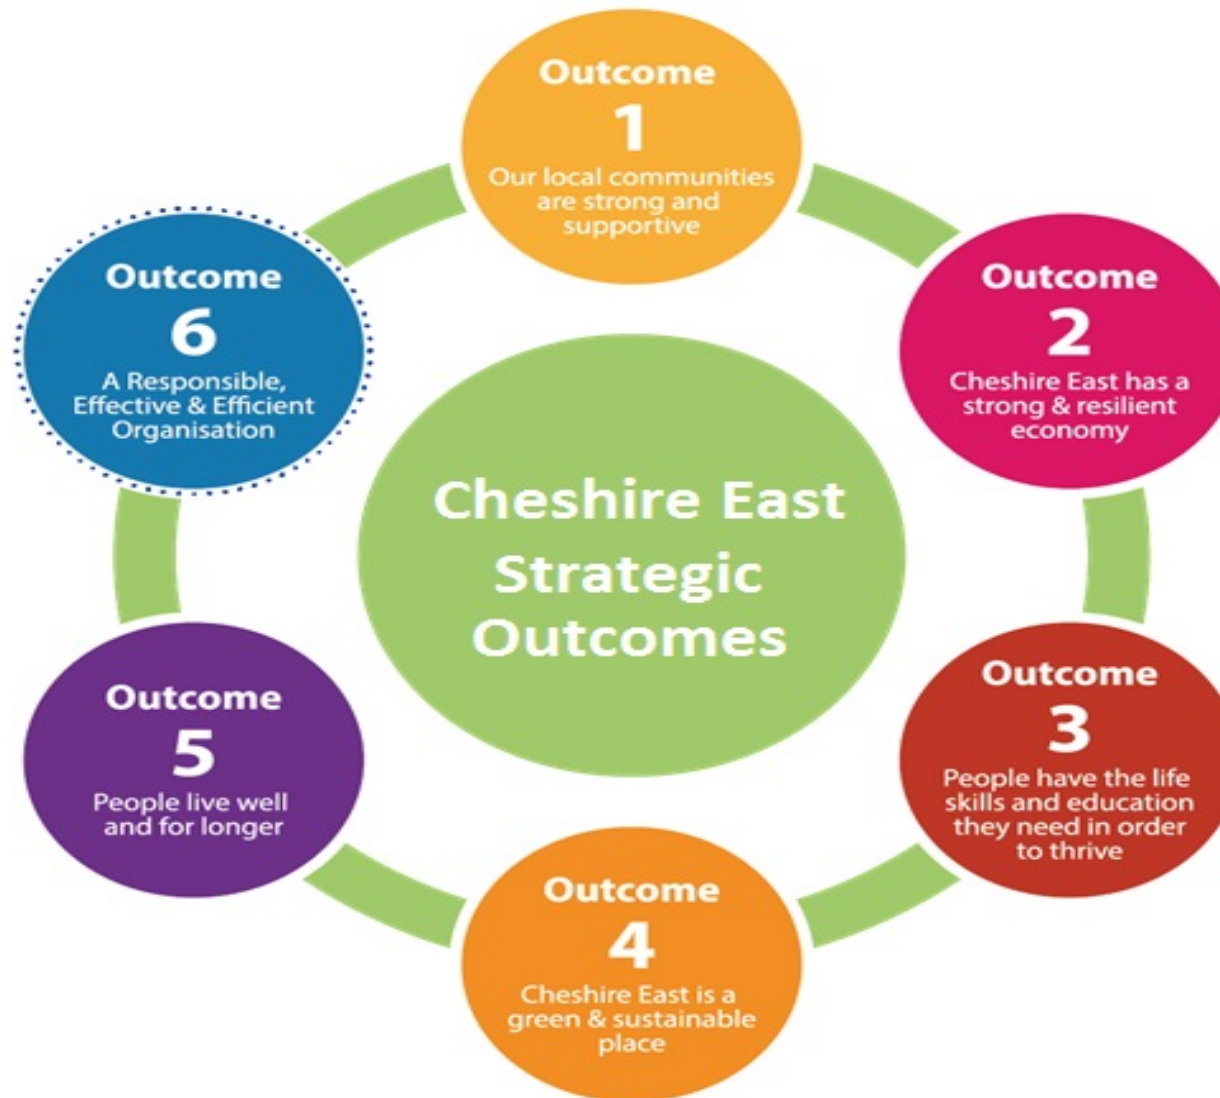 Outcome
1
Our local communities
are strong and
supportive
Outcome
2
Cheshire East has a
strong & resilient
economy
Outcome
3
People have the life
skills and education
they need in order
to thrive
Outcome
4
Cheshire East is a
green & sustainable
place
Outcome
5
People live well
and for longer
Outcome
6
A Responsible,
Effective & Efficient
Organisation
Cheshire East
Strategic
Outcomes